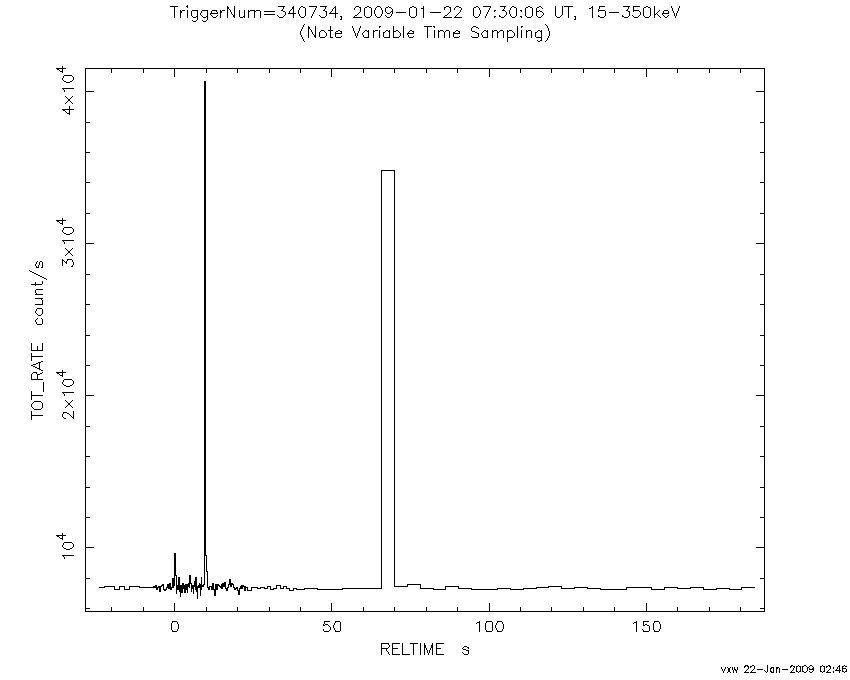 TriggerNum=340734, 2009-01-22 07:30:06 UT, 15-350keV
(Note Variable Time Sampling)
4×10⁴
3×10⁴
2×10⁴
10⁴
TOT_RATE count/s
0 50 100 150
RELTIME s
vxw 22-Jan-2009 02:46